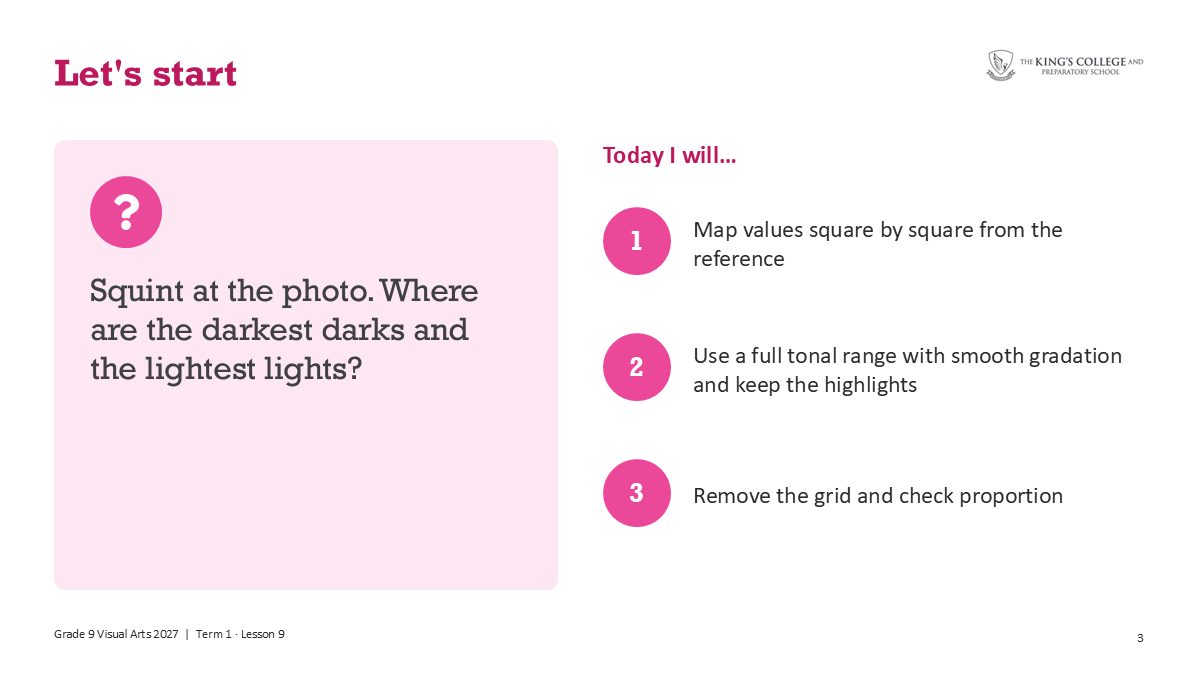 Let's start
THE KING'S COLLEGE AND
PREPARATORY SCHOOL
?
Squint at the photo. Where
are the darkest darks and
the lightest lights?
Today I will...
1
Map values square by square from the
reference
2
Use a full tonal range with smooth gradation
and keep the highlights
3
Remove the grid and check proportion
Grade 9 Visual Arts 2027 | Term 1 · Lesson 9
3